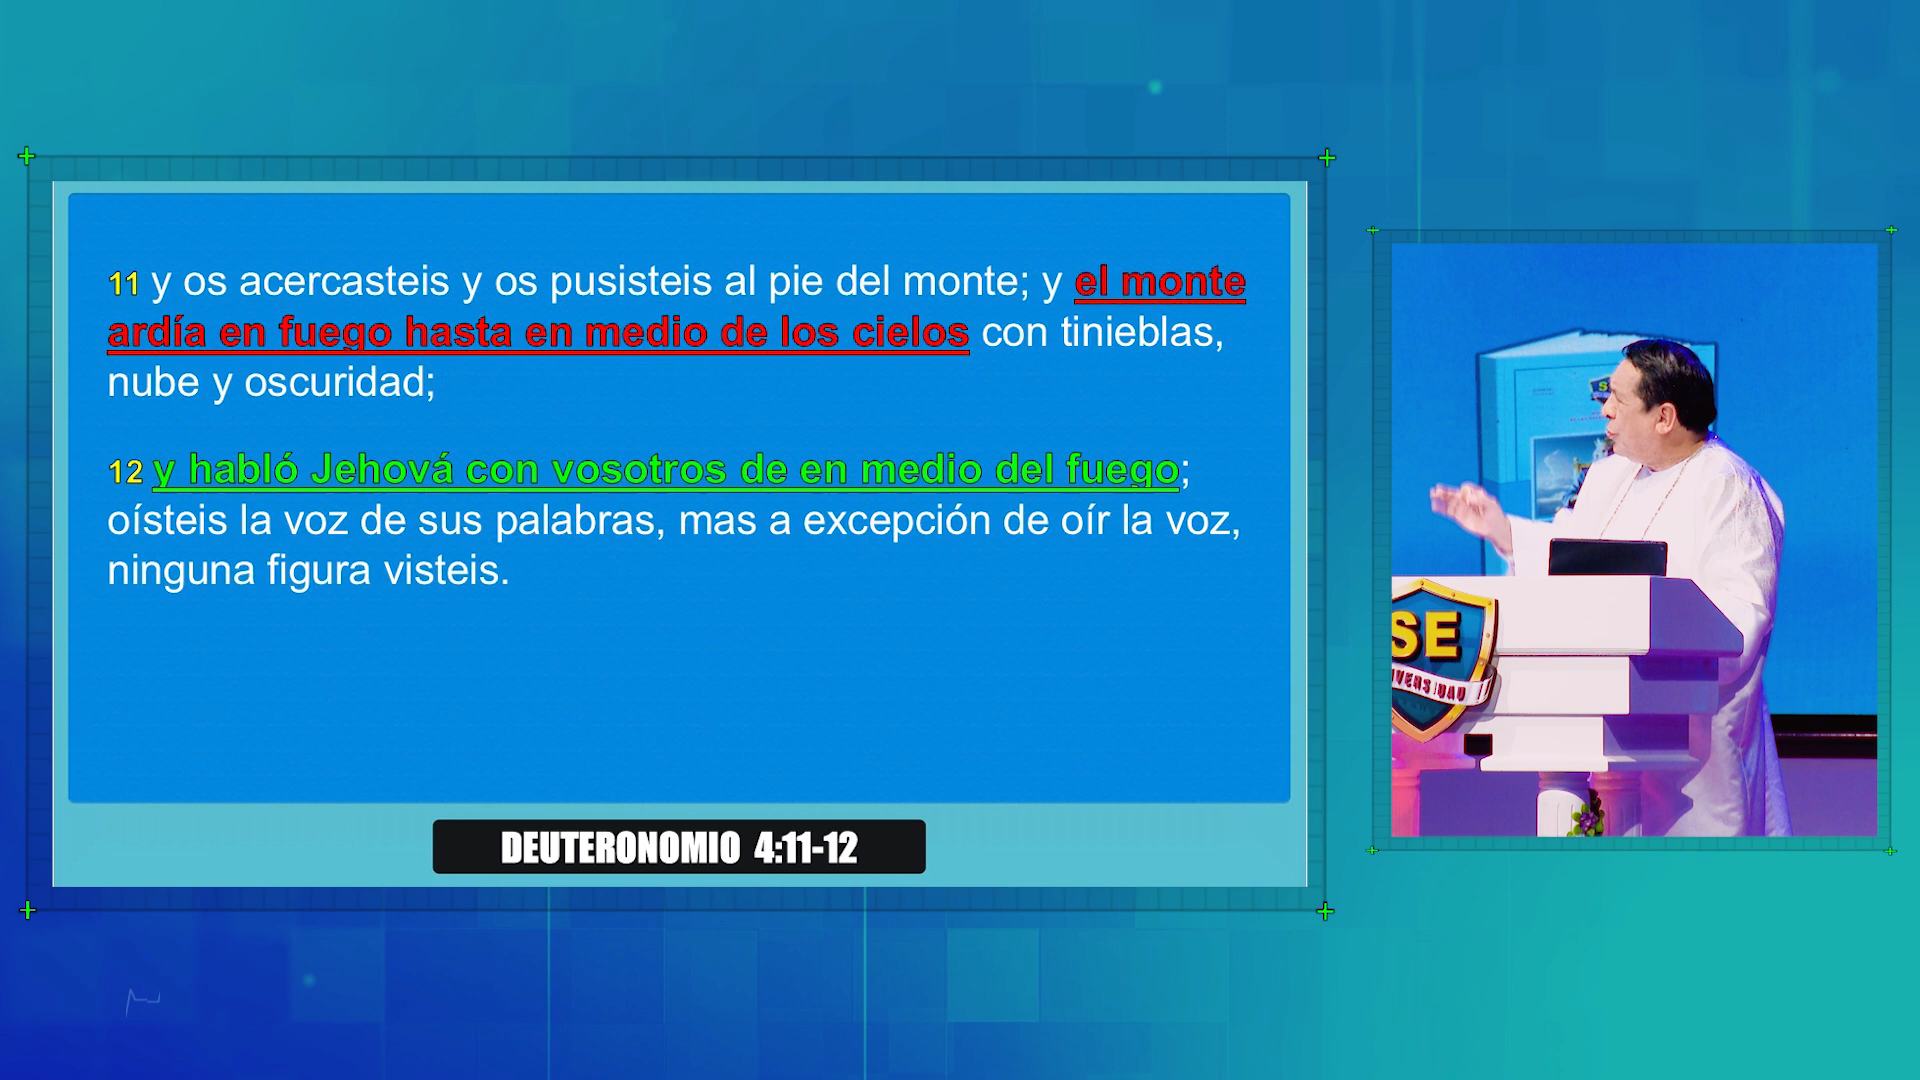 11 y os acercasteis y os pusisteis al pie del monte; y el monte
ardía en fuego hasta en medio de los cielos con tinieblas,
nube y oscuridad;
12 y habló Jehová con vosotros de en medio del fuego;
oísteis la voz de sus palabras, mas a excepción de oír la voz,
ninguna figura visteis.
DEUTERONOMIO 4:11-12
SE